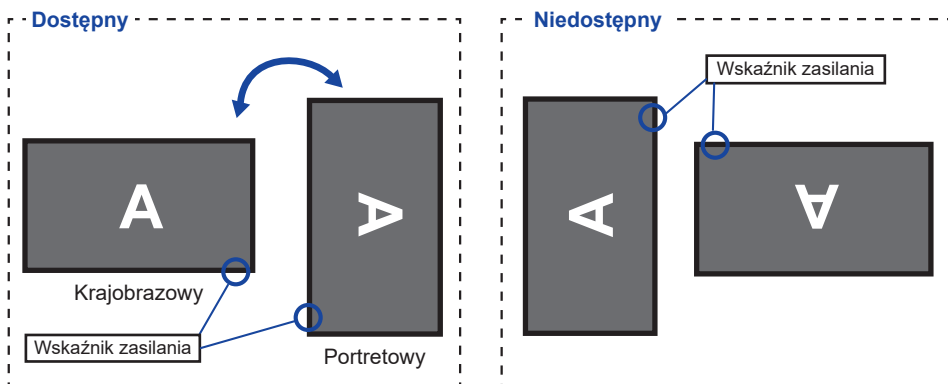 Dostępny
A
A
Krajobrazowy
Wskaźnik zasilania
Portretowy
Niedostępny
Wskaźnik zasilania
A
A